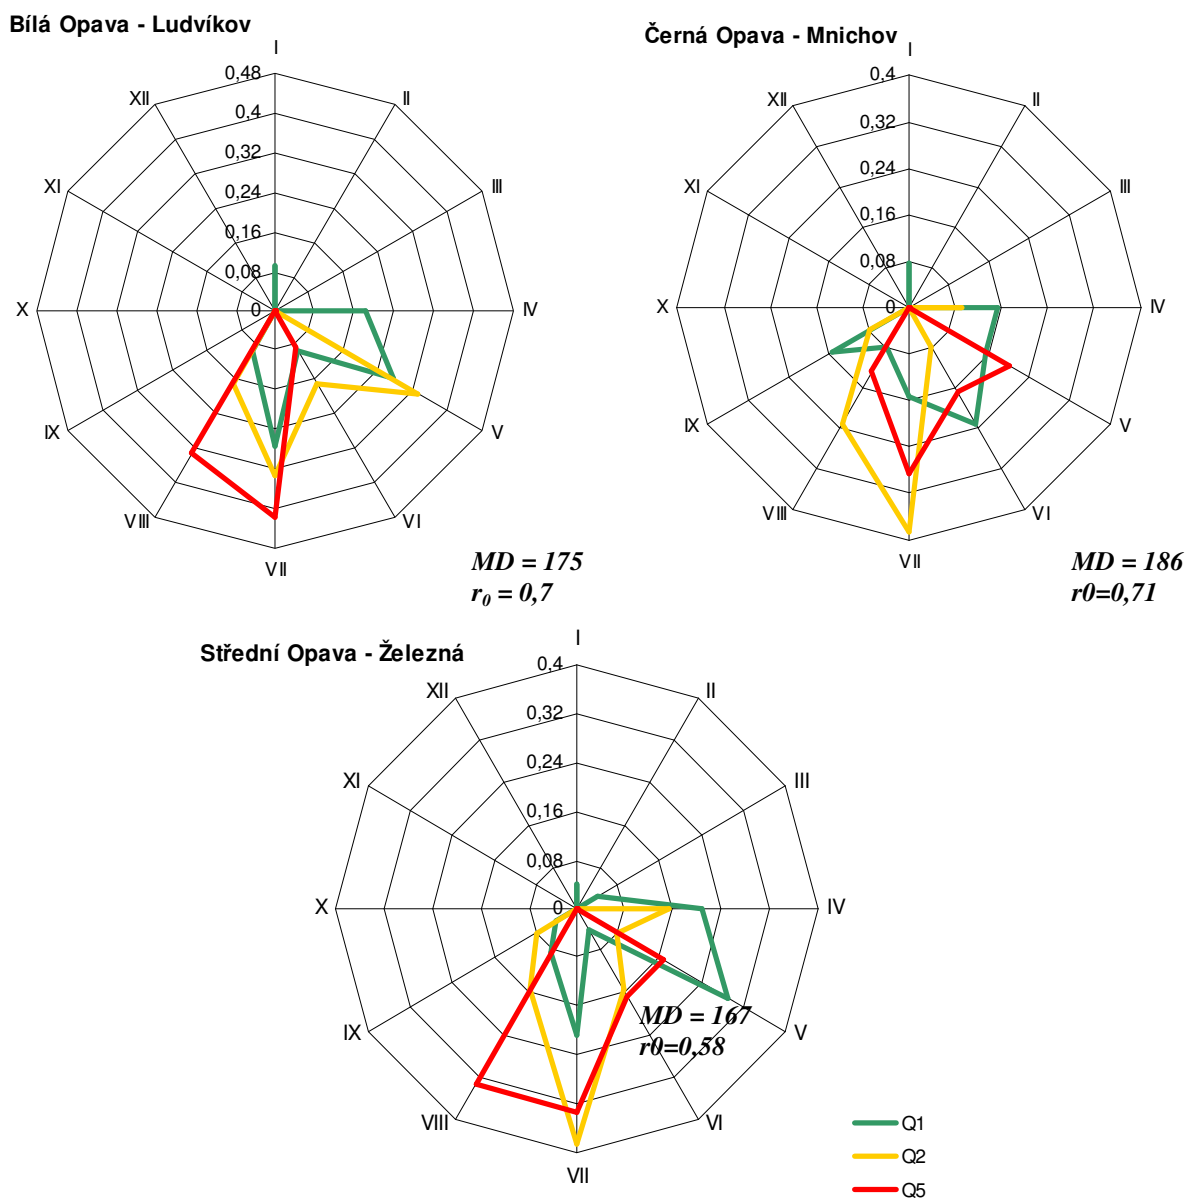 Bílá Opava - Ludvíkov
I
0,48
XII
II
0,4
0,32
XI
III
0,24
0,16
0,08
X
0
IV
IX
V
VIII
VI
VII
MD = 175
r₀ = 0,7
Černá Opava - Mnichov
I
0,4
XII
II
0,32
0,24
XI
III
0,16
0,08
X
0
IV
IX
V
VIII
VI
VII
MD = 186
r0=0,71
Střední Opava - Železná
I
0,4
XII
II
0,32
0,24
XI
III
0,16
0,08
X
0
IV
MD = 167
IX
V
r0=0,58
VIII
VI
VII
Q1
Q2
Q5